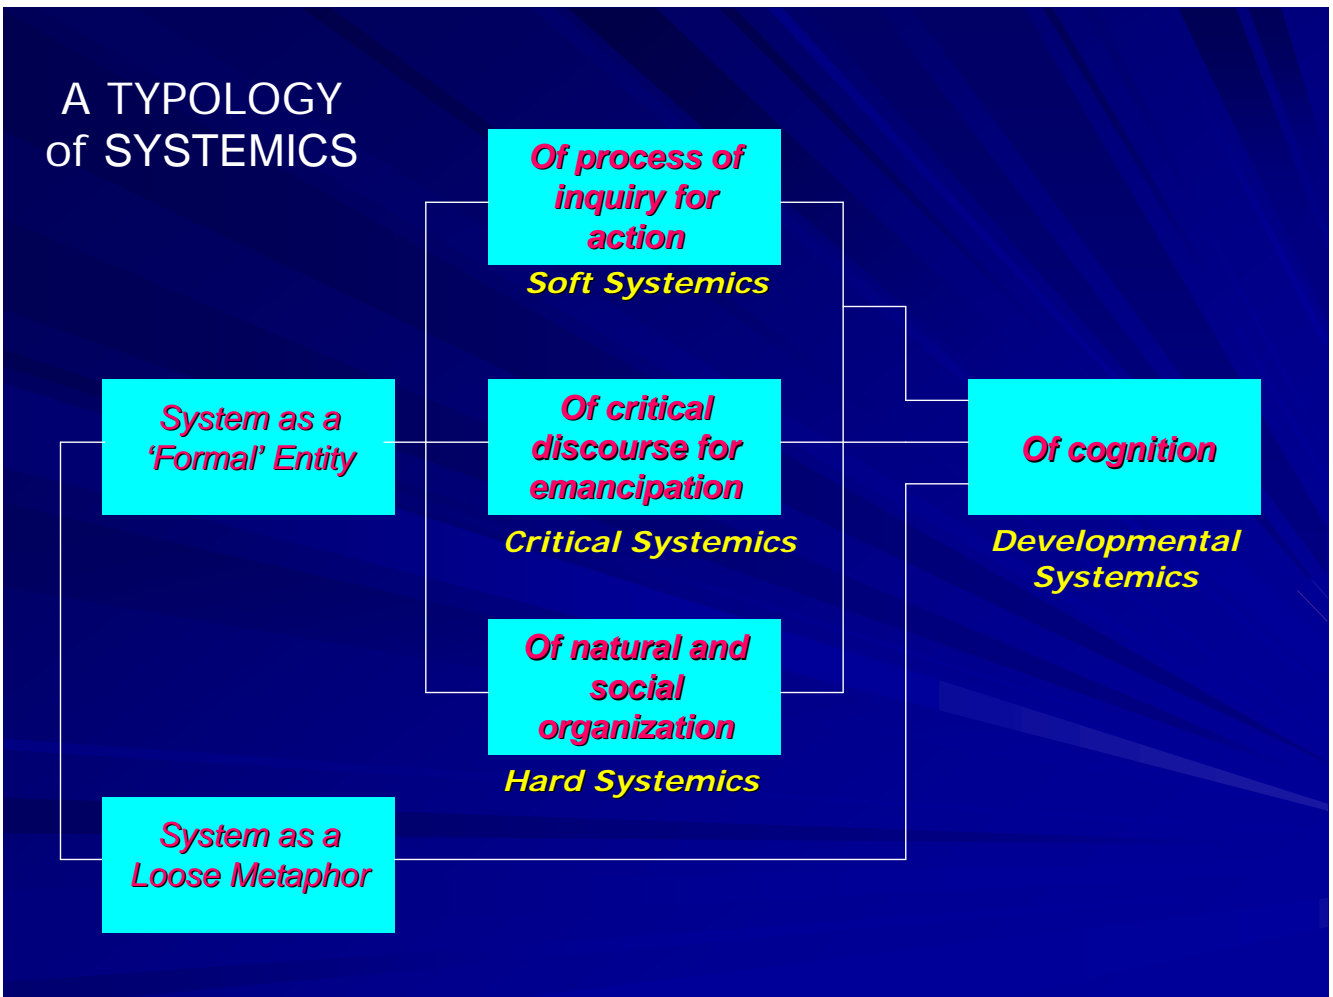 A TYPOLOGY
of SYSTEMICS
Of process of
inquiry for
action
Soft Systemics
System as a
‘Formal’ Entity
Of critical
discourse for
emancipation
Critical Systemics
Of cognition
Developmental
Systemics
Of natural and
social
organization
Hard Systemics
System as a
Loose Metaphor